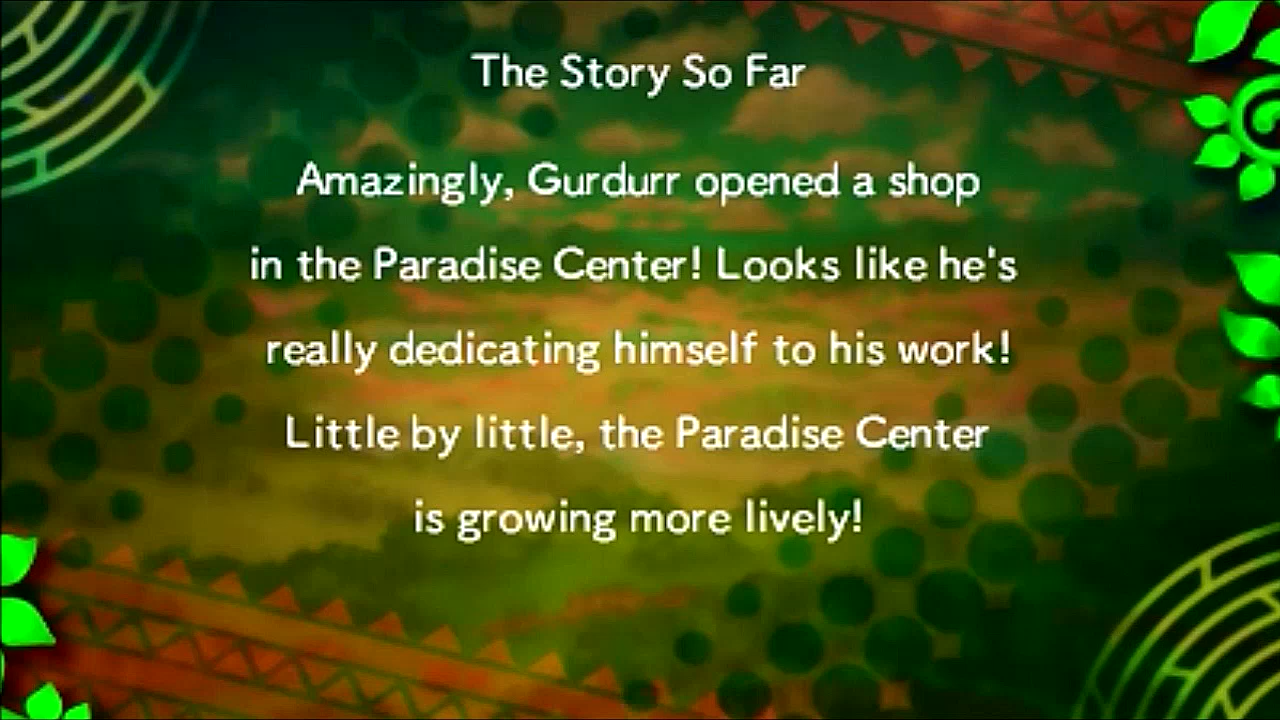 The Story So Far
Amazingly, Gurdurr opened a shop
in the Paradise Center! Looks like he's
really dedicating himself to his work!
Little by little, the Paradise Center
is growing more lively!